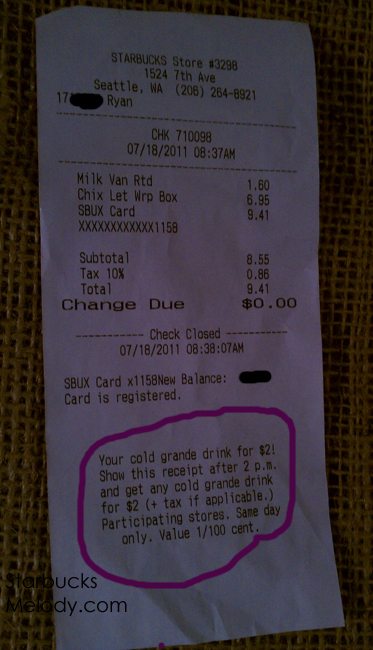 STARBUCKS Store #3298
1524 7th Ave
Seattle, WA (206) 264-8921
17 Ryan
CHK 710098
07/18/2011 08:37AM
Milk Van Rtd 1.60
Chix Let Wrp Box 6.95
SBUX Card 9.41
XXXXXXXXXXXX1158
Subtotal 8.55
Tax 10% 0.86
Total 9.41
Change Due $0.00
Check Closed
07/18/2011 08:38:07AM
SBUX Card x1158New Balance:
Card is registered.
Your cold grande drink for $2!
Show this receipt after 2 p.m.
and get any cold grande drink
for $2 (+ tax if applicable.)
Participating stores. Same day
only. Value 1/100 cent.
Starbucks
Melody.com